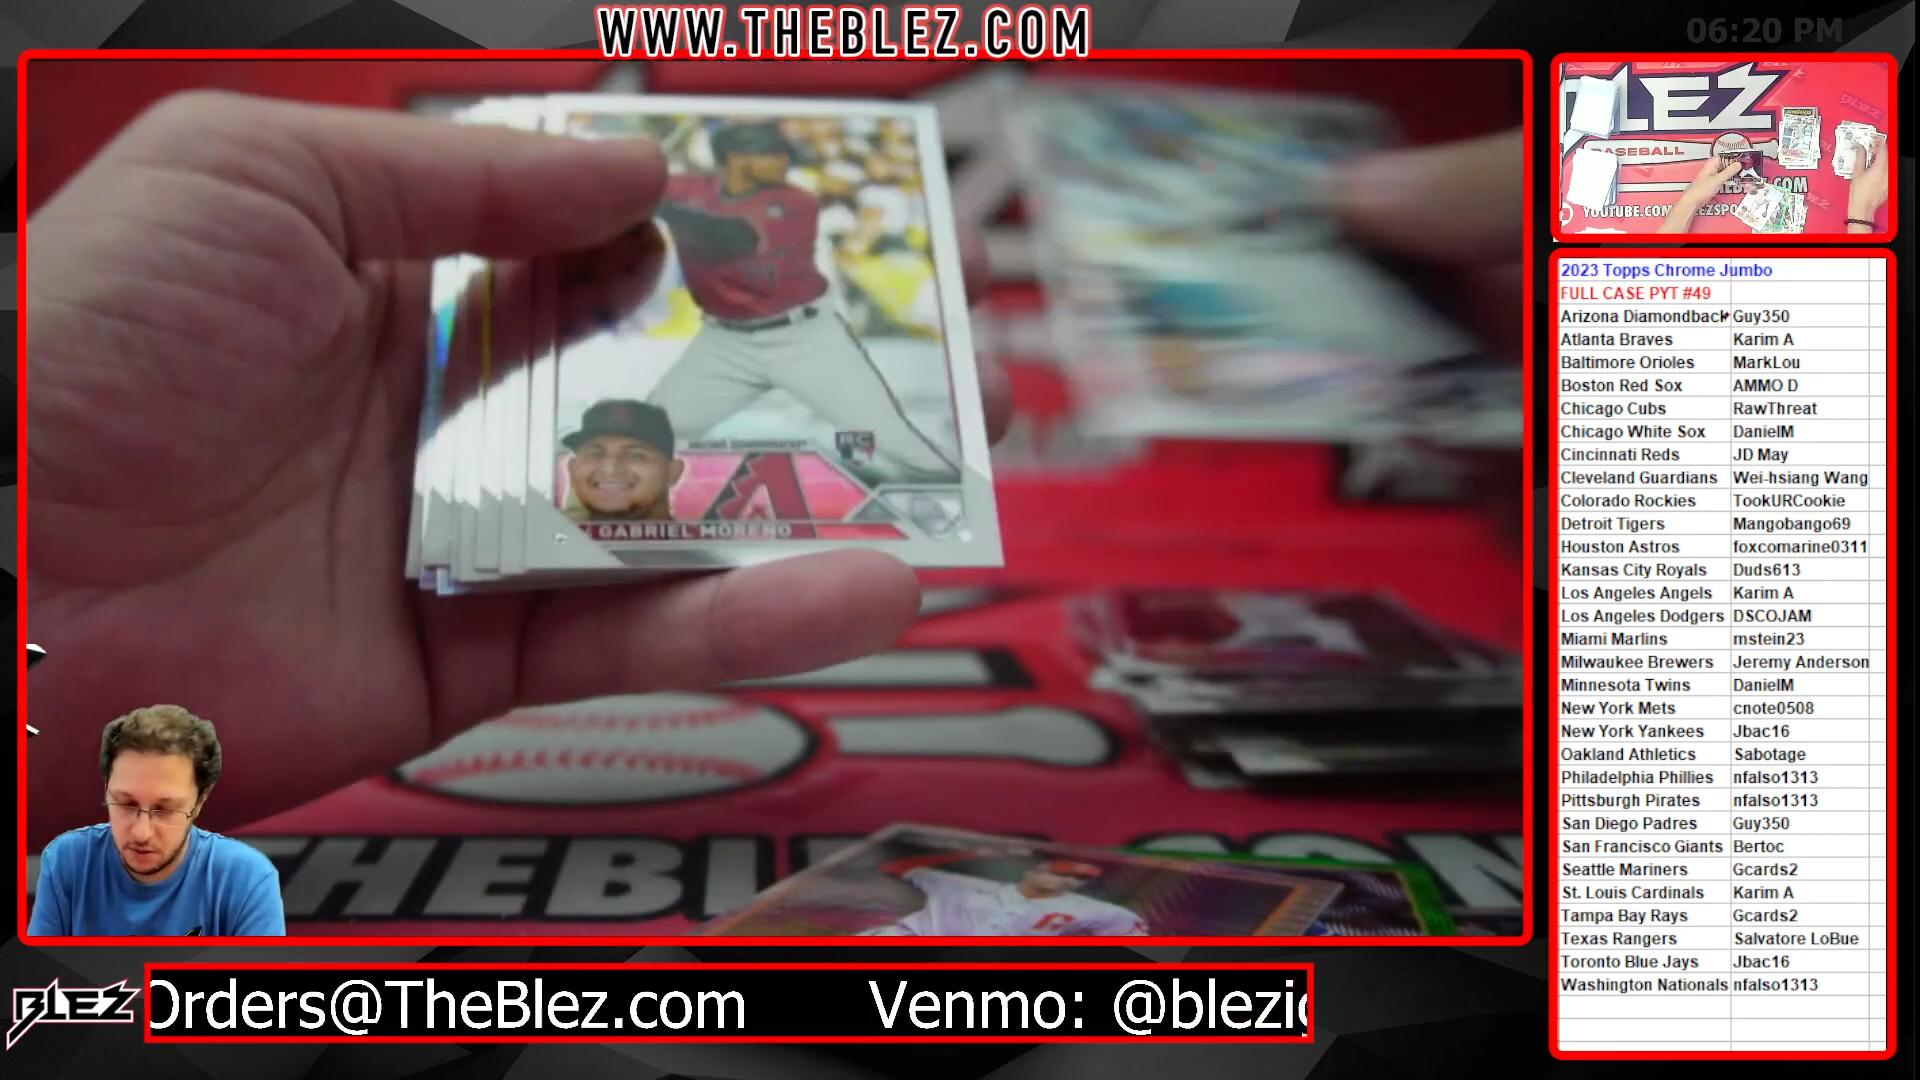 WWW.THEBLEZ.COM
06:20 PM
GABRIEL MORENO
RC
THEBL
BLEZ
BASEBALL
.COM
YOUTUBE.COM
2023 Topps Chrome Jumbo
FULL CASE PYT #49
Arizona Diamondback Guy350
Atlanta Braves Karim A
Baltimore Orioles MarkLou
Boston Red Sox AMMO D
Chicago Cubs RawThreat
Chicago White Sox DanielM
Cincinnati Reds JD May
Cleveland Guardians Wei-hsiang Wang
Colorado Rockies TookURCookie
Detroit Tigers Mangobango69
Houston Astros foxcomarine0311
Kansas City Royals Duds613
Los Angeles Angels Karim A
Los Angeles Dodgers DSCOJAM
Miami Marlins mstein23
Milwaukee Brewers Jeremy Anderson
Minnesota Twins DanielM
New York Mets cnote0508
New York Yankees Jbac16
Oakland Athletics Sabotage
Philadelphia Phillies nfalso1313
Pittsburgh Pirates nfalso1313
San Diego Padres Guy350
San Francisco Giants Bertoc
Seattle Mariners Gcards2
St. Louis Cardinals Karim A
Tampa Bay Rays Gcards2
Texas Rangers Salvatore LoBue
Toronto Blue Jays Jbac16
Washington Nationals nfalso1313
BLEZ
Orders@TheBlez.com Venmo: @blezi